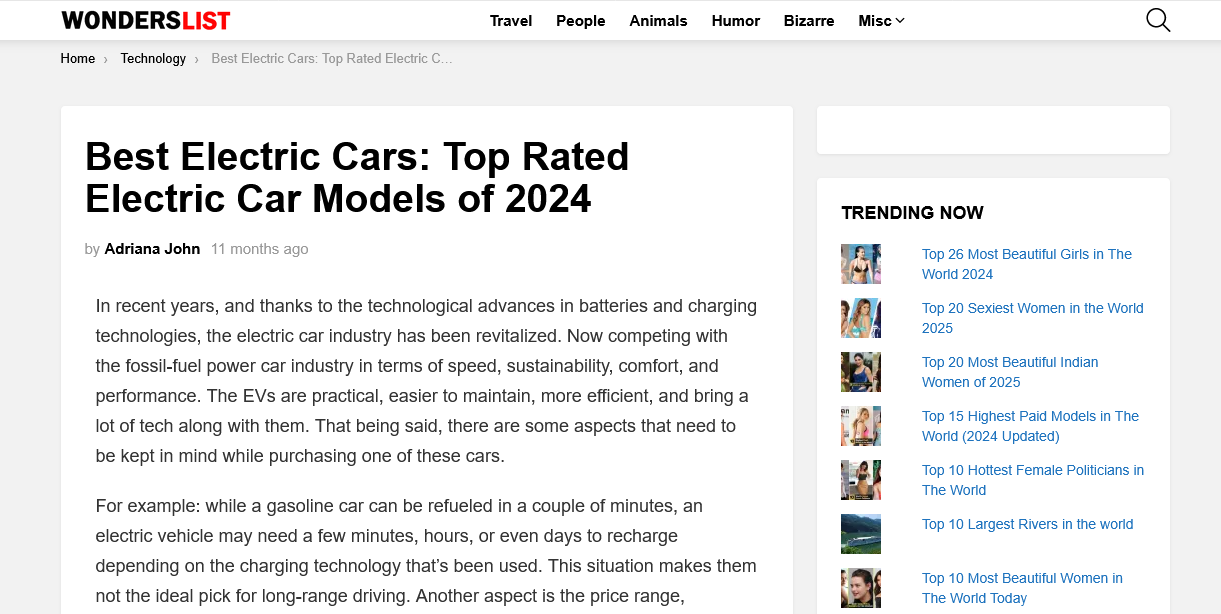 WONDERSLIST
Travel People Animals Humor Bizarre Misc
Home › Technology › Best Electric Cars: Top Rated Electric C…
Best Electric Cars: Top Rated
Electric Car Models of 2024
by Adriana John 11 months ago
In recent years, and thanks to the technological advances in batteries and charging
technologies, the electric car industry has been revitalized. Now competing with
the fossil-fuel power car industry in terms of speed, sustainability, comfort, and
performance. The EVs are practical, easier to maintain, more efficient, and bring a
lot of tech along with them. That being said, there are some aspects that need to
be kept in mind while purchasing one of these cars.
For example: while a gasoline car can be refueled in a couple of minutes, an
electric vehicle may need a few minutes, hours, or even days to recharge
depending on the charging technology that’s been used. This situation makes them
not the ideal pick for long-range driving. Another aspect is the price range,
TRENDING NOW
Top 26 Most Beautiful Girls in The
World 2024
Top 20 Sexiest Women in the World
2025
Top 20 Most Beautiful Indian
Women of 2025
Top 15 Highest Paid Models in The
World (2024 Updated)
Top 10 Hottest Female Politicians in
The World
Top 10 Largest Rivers in the world
Top 10 Most Beautiful Women in
The World Today